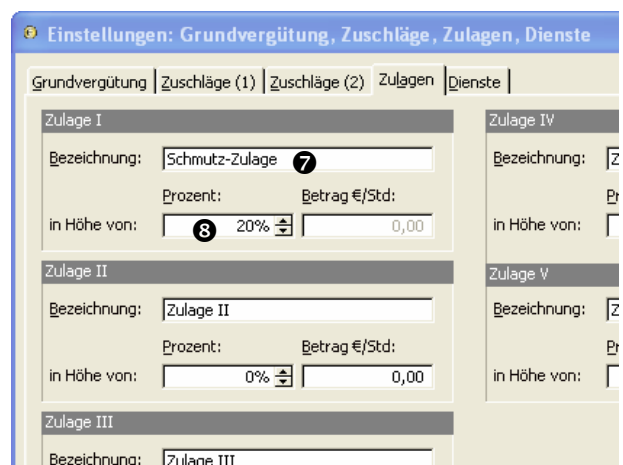 Einstellungen: Grundvergütung, Zuschläge, Zulagen, Dienste
Grundvergütung Zuschläge (1) Zuschläge (2) Zulagen Dienste
Zulage I
Bezeichnung: Schmutz-Zulage 7
Prozent: Betrag €/Std:
in Höhe von: 8 20% 0,00
Zulage II
Bezeichnung: Zulage II
Prozent: Betrag €/Std:
in Höhe von: 0% 0,00
Zulage III
Bezeichnung: Zulage III
Zulage IV
Bezeichnung:
in Höhe von:
Zulage V
Bezeichnung:
in Höhe von: